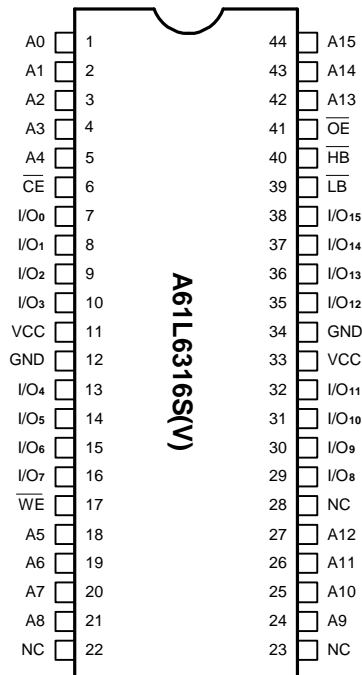 A0 1 44 A15
A1 2 43 A14
A2 3 42 A13
A3 4 41 OE
A4 5 40 HB
CE 6 39 LB
I/O0 7 38 I/O15
I/O1 8 37 I/O14
I/O2 9 36 I/O13
I/O3 10 35 I/O12
VCC 11 34 GND
GND 12 33 VCC
I/O4 13 32 I/O11
I/O5 14 31 I/O10
I/O6 15 30 I/O9
I/O7 16 29 I/O8
WE 17 28 NC
A5 18 27 A12
A6 19 26 A11
A7 20 25 A10
A8 21 24 A9
NC 22 23 NC
A61L6316S(V)